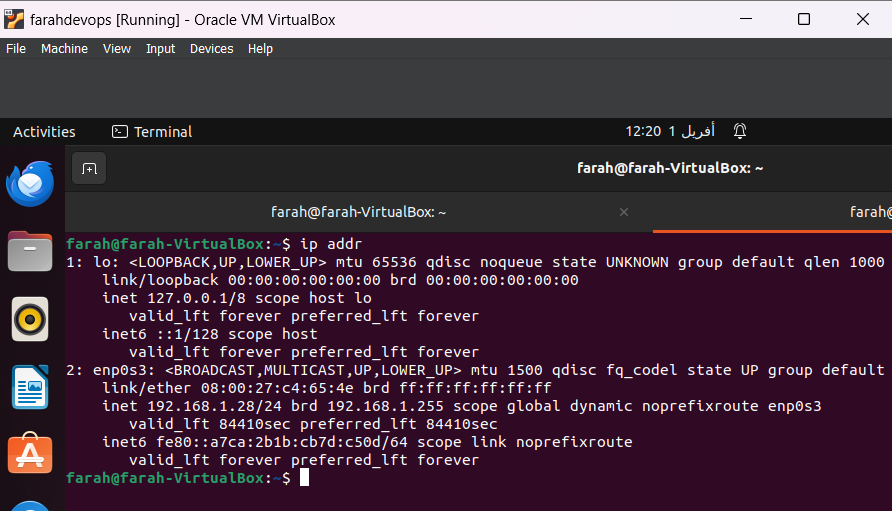 farahdevops [Running] - Oracle VM VirtualBox
File Machine View Input Devices Help
Activities Terminal 12:20 1 أفريل
farah@farah-VirtualBox: ~
farah@farah-VirtualBox: ~ × farah@
farah@farah-VirtualBox:~$ ip addr
1: lo: <LOOPBACK,UP,LOWER_UP> mtu 65536 qdisc noqueue state UNKNOWN group default qlen 1000
link/loopback 00:00:00:00:00:00 brd 00:00:00:00:00:00
inet 127.0.0.1/8 scope host lo
valid_lft forever preferred_lft forever
inet6 ::1/128 scope host
valid_lft forever preferred_lft forever
2: enp0s3: <BROADCAST,MULTICAST,UP,LOWER_UP> mtu 1500 qdisc fq_codel state UP group default
link/ether 08:00:27:c4:65:4e brd ff:ff:ff:ff:ff:ff
inet 192.168.1.28/24 brd 192.168.1.255 scope global dynamic noprefixroute enp0s3
valid_lft 84410sec preferred_lft 84410sec
inet6 fe80::a7ca:2b1b:cb7d:c50d/64 scope link noprefixroute
valid_lft forever preferred_lft forever
farah@farah-VirtualBox:~$